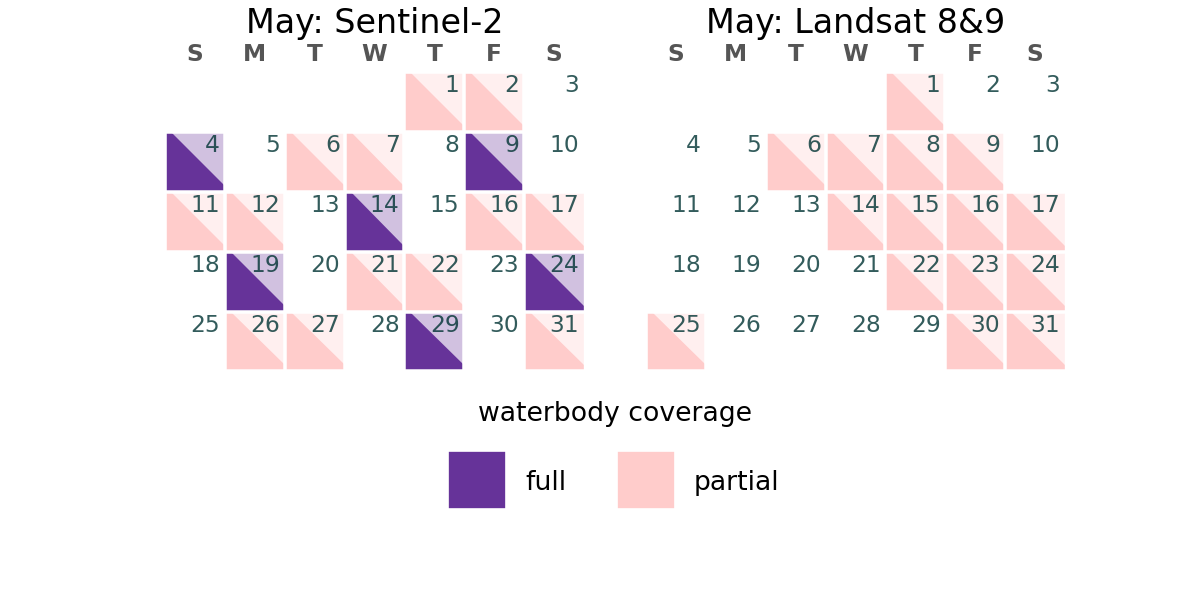 May: Sentinel-2
S M T W T F S
1 2 3
4 5 6 7 8 9 10
11 12 13 14 15 16 17
18 19 20 21 22 23 24
25 26 27 28 29 30 31
May: Landsat 8&9
S M T W T F S
1 2 3
4 5 6 7 8 9 10
11 12 13 14 15 16 17
18 19 20 21 22 23 24
25 26 27 28 29 30 31
waterbody coverage
full partial